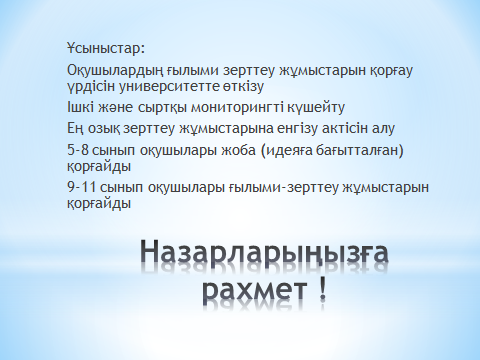 Ұсыныстар:
Оқушылардың ғылыми зерттеу жұмыстарын қорғау
үрдісін университетте өткізу
Ішкі және сыртқы мониторингті күшейту
Ең озық зерттеу жұмыстарына енгізу актісін алу
5-8 сынып оқушылары жоба (идеяға бағытталған)
қорғайды
9-11 сынып оқушылары ғылыми-зерттеу жұмыстарын
қорғайды
Назарларыңызға
рахмет !